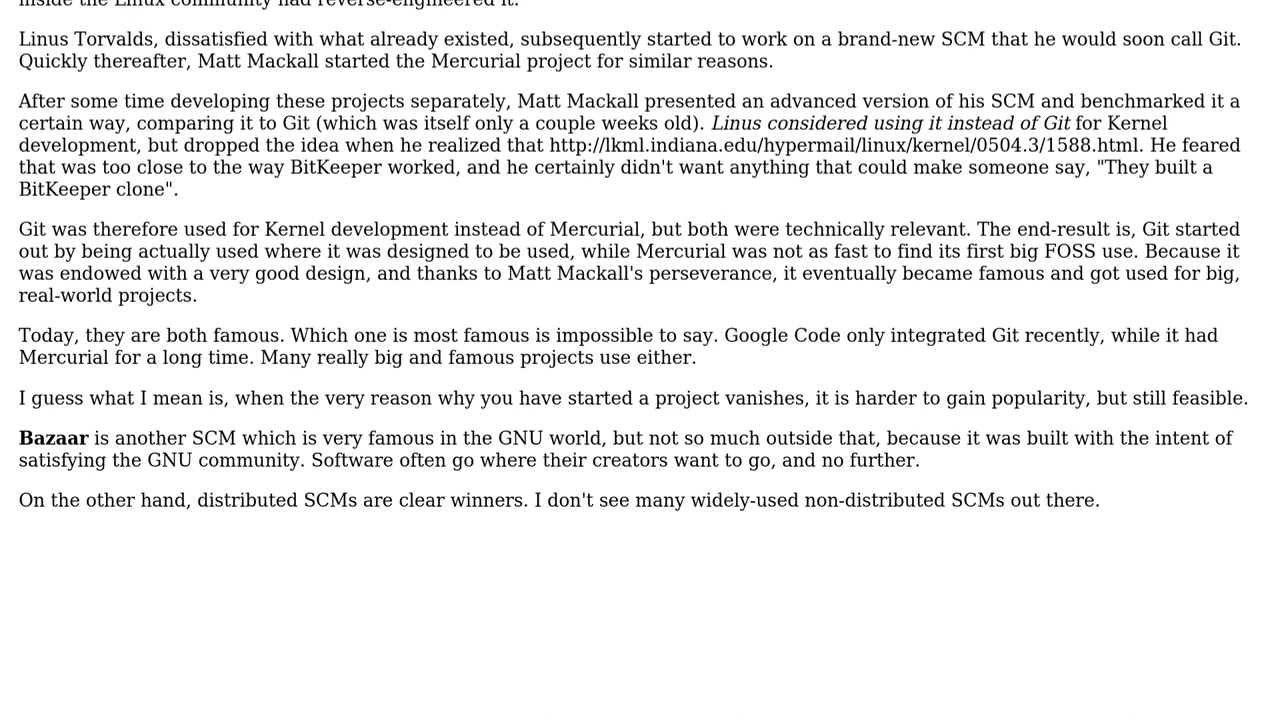 inside the Linux community had reverse-engineered it.
Linus Torvalds, dissatisfied with what already existed, subsequently started to work on a brand-new SCM that he would soon call Git.
Quickly thereafter, Matt Mackall started the Mercurial project for similar reasons.
After some time developing these projects separately, Matt Mackall presented an advanced version of his SCM and benchmarked it a
certain way, comparing it to Git (which was itself only a couple weeks old). Linus considered using it instead of Git for Kernel
development, but dropped the idea when he realized that http://lkml.indiana.edu/hypermail/linux/kernel/0504.3/1588.html. He feared
that was too close to the way BitKeeper worked, and he certainly didn't want anything that could make someone say, "They built a
BitKeeper clone".
Git was therefore used for Kernel development instead of Mercurial, but both were technically relevant. The end-result is, Git started
out by being actually used where it was designed to be used, while Mercurial was not as fast to find its first big FOSS use. Because it
was endowed with a very good design, and thanks to Matt Mackall's perseverance, it eventually became famous and got used for big,
real-world projects.
Today, they are both famous. Which one is most famous is impossible to say. Google Code only integrated Git recently, while it had
Mercurial for a long time. Many really big and famous projects use either.
I guess what I mean is, when the very reason why you have started a project vanishes, it is harder to gain popularity, but still feasible.
Bazaar is another SCM which is very famous in the GNU world, but not so much outside that, because it was built with the intent of
satisfying the GNU community. Software often go where their creators want to go, and no further.
On the other hand, distributed SCMs are clear winners. I don't see many widely-used non-distributed SCMs out there.